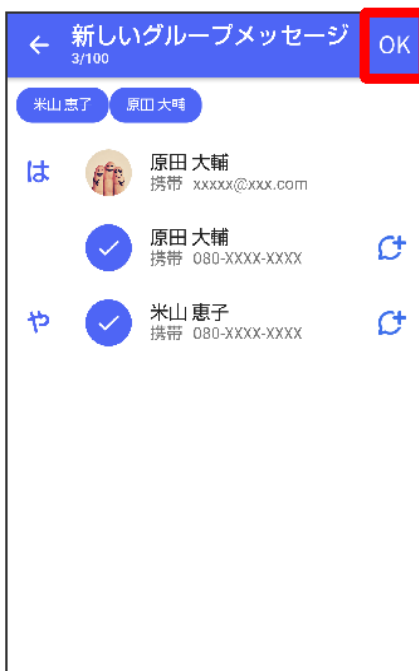 新しいグループメッセージ
3/100
OK
米山 恵子
原田 大輔
は
原田 大輔
携帯 xxxxx@xxx.com
原田 大輔
携帯 080-XXXX-XXXX
や
米山 恵子
携帯 080-XXXX-XXXX